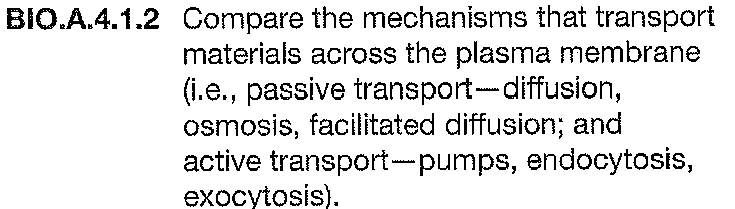 BIO.A.4.1.2 Compare the mechanisms that transport
materials across the plasma membrane
(i.e., passive transport—diffusion,
osmosis, facilitated diffusion; and
active transport—pumps, endocytosis,
exocytosis).